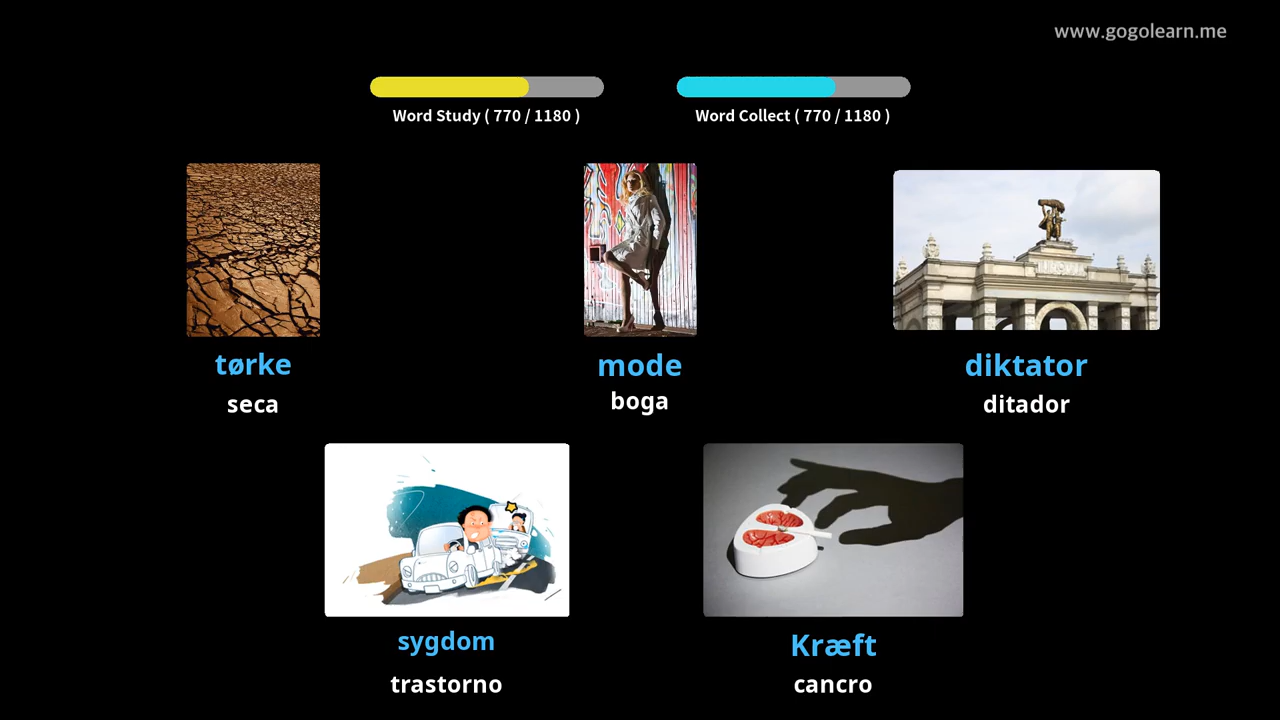 www.gogolearn.me
Word Study ( 770 / 1180 )
Word Collect ( 770 / 1180 )
tørke
seca
mode
boga
diktator
ditador
sygdom
trastorno
Kræft
cancro